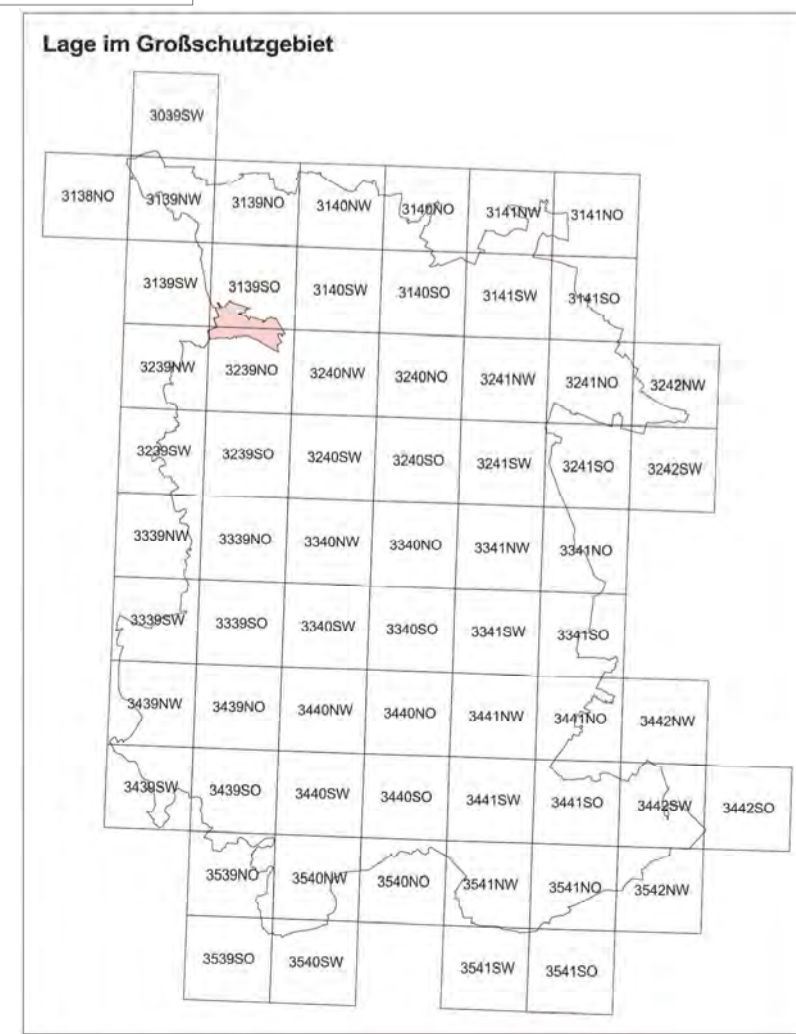 Lage im Großschutzgebiet
3039SW
3138NO 3139NW 3139NO 3140NW 3140NO 3141NW 3141NO
3139SW 3139SO 3140SW 3140SO 3141SW 3141SO
3239NW 3239NO 3240NW 3240NO 3241NW 3241NO 3242NW
3239SW 3239SO 3240SW 3240SO 3241SW 3241SO 3242SW
3339NW 3339NO 3340NW 3340NO 3341NW 3341NO
3339SW 3339SO 3340SW 3340SO 3341SW 3341SO
3439NW 3439NO 3440NW 3440NO 3441NW 3441NO 3442NW
3439SW 3439SO 3440SW 3440SO 3441SW 3441SO 3442SW 3442SO
3539NO 3540NW 3540NO 3541NW 3541NO 3542NW
3539SO 3540SW 3541SW 3541SO